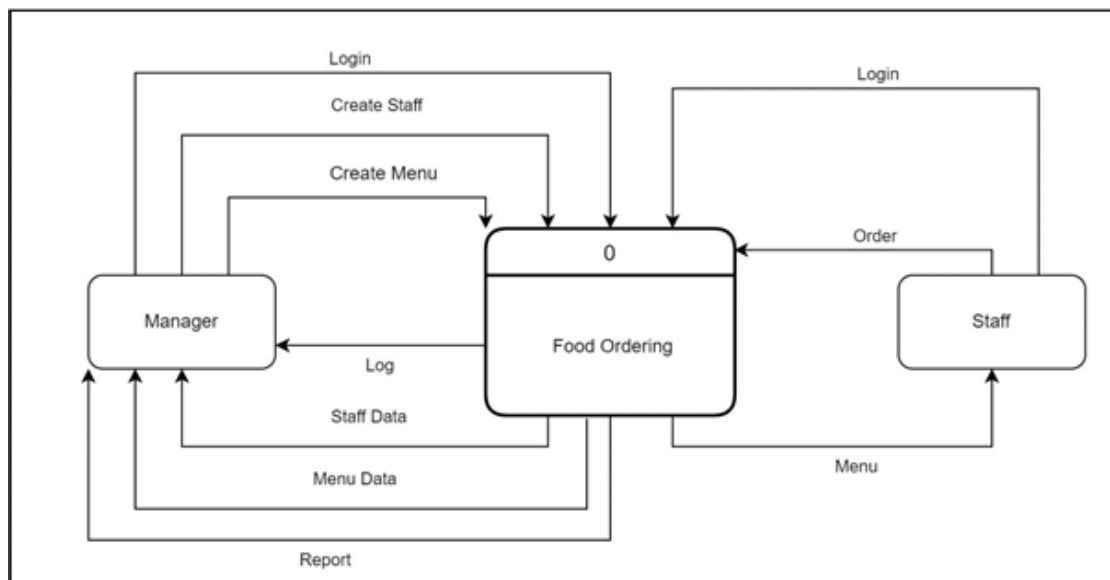 Login
Login
Create Staff
Create Menu
Order
0
Manager
Staff
Food Ordering
Log
Staff Data
Menu
Menu Data
Report